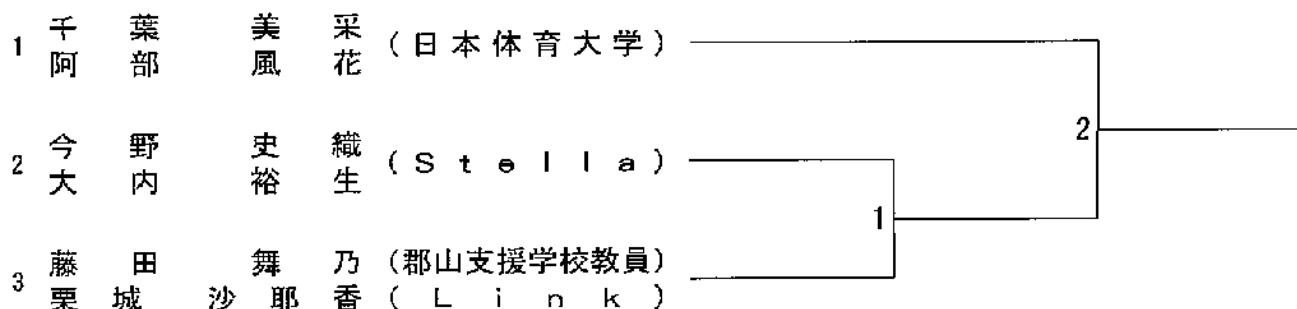 1 千葉 美采 (日本体育大学)
阿部 風花
2
2 今野 史織 (Stella)
大内 裕生
1
3 藤田 舞乃 (郡山支援学校教員)
栗城 沙耶香 (Link)